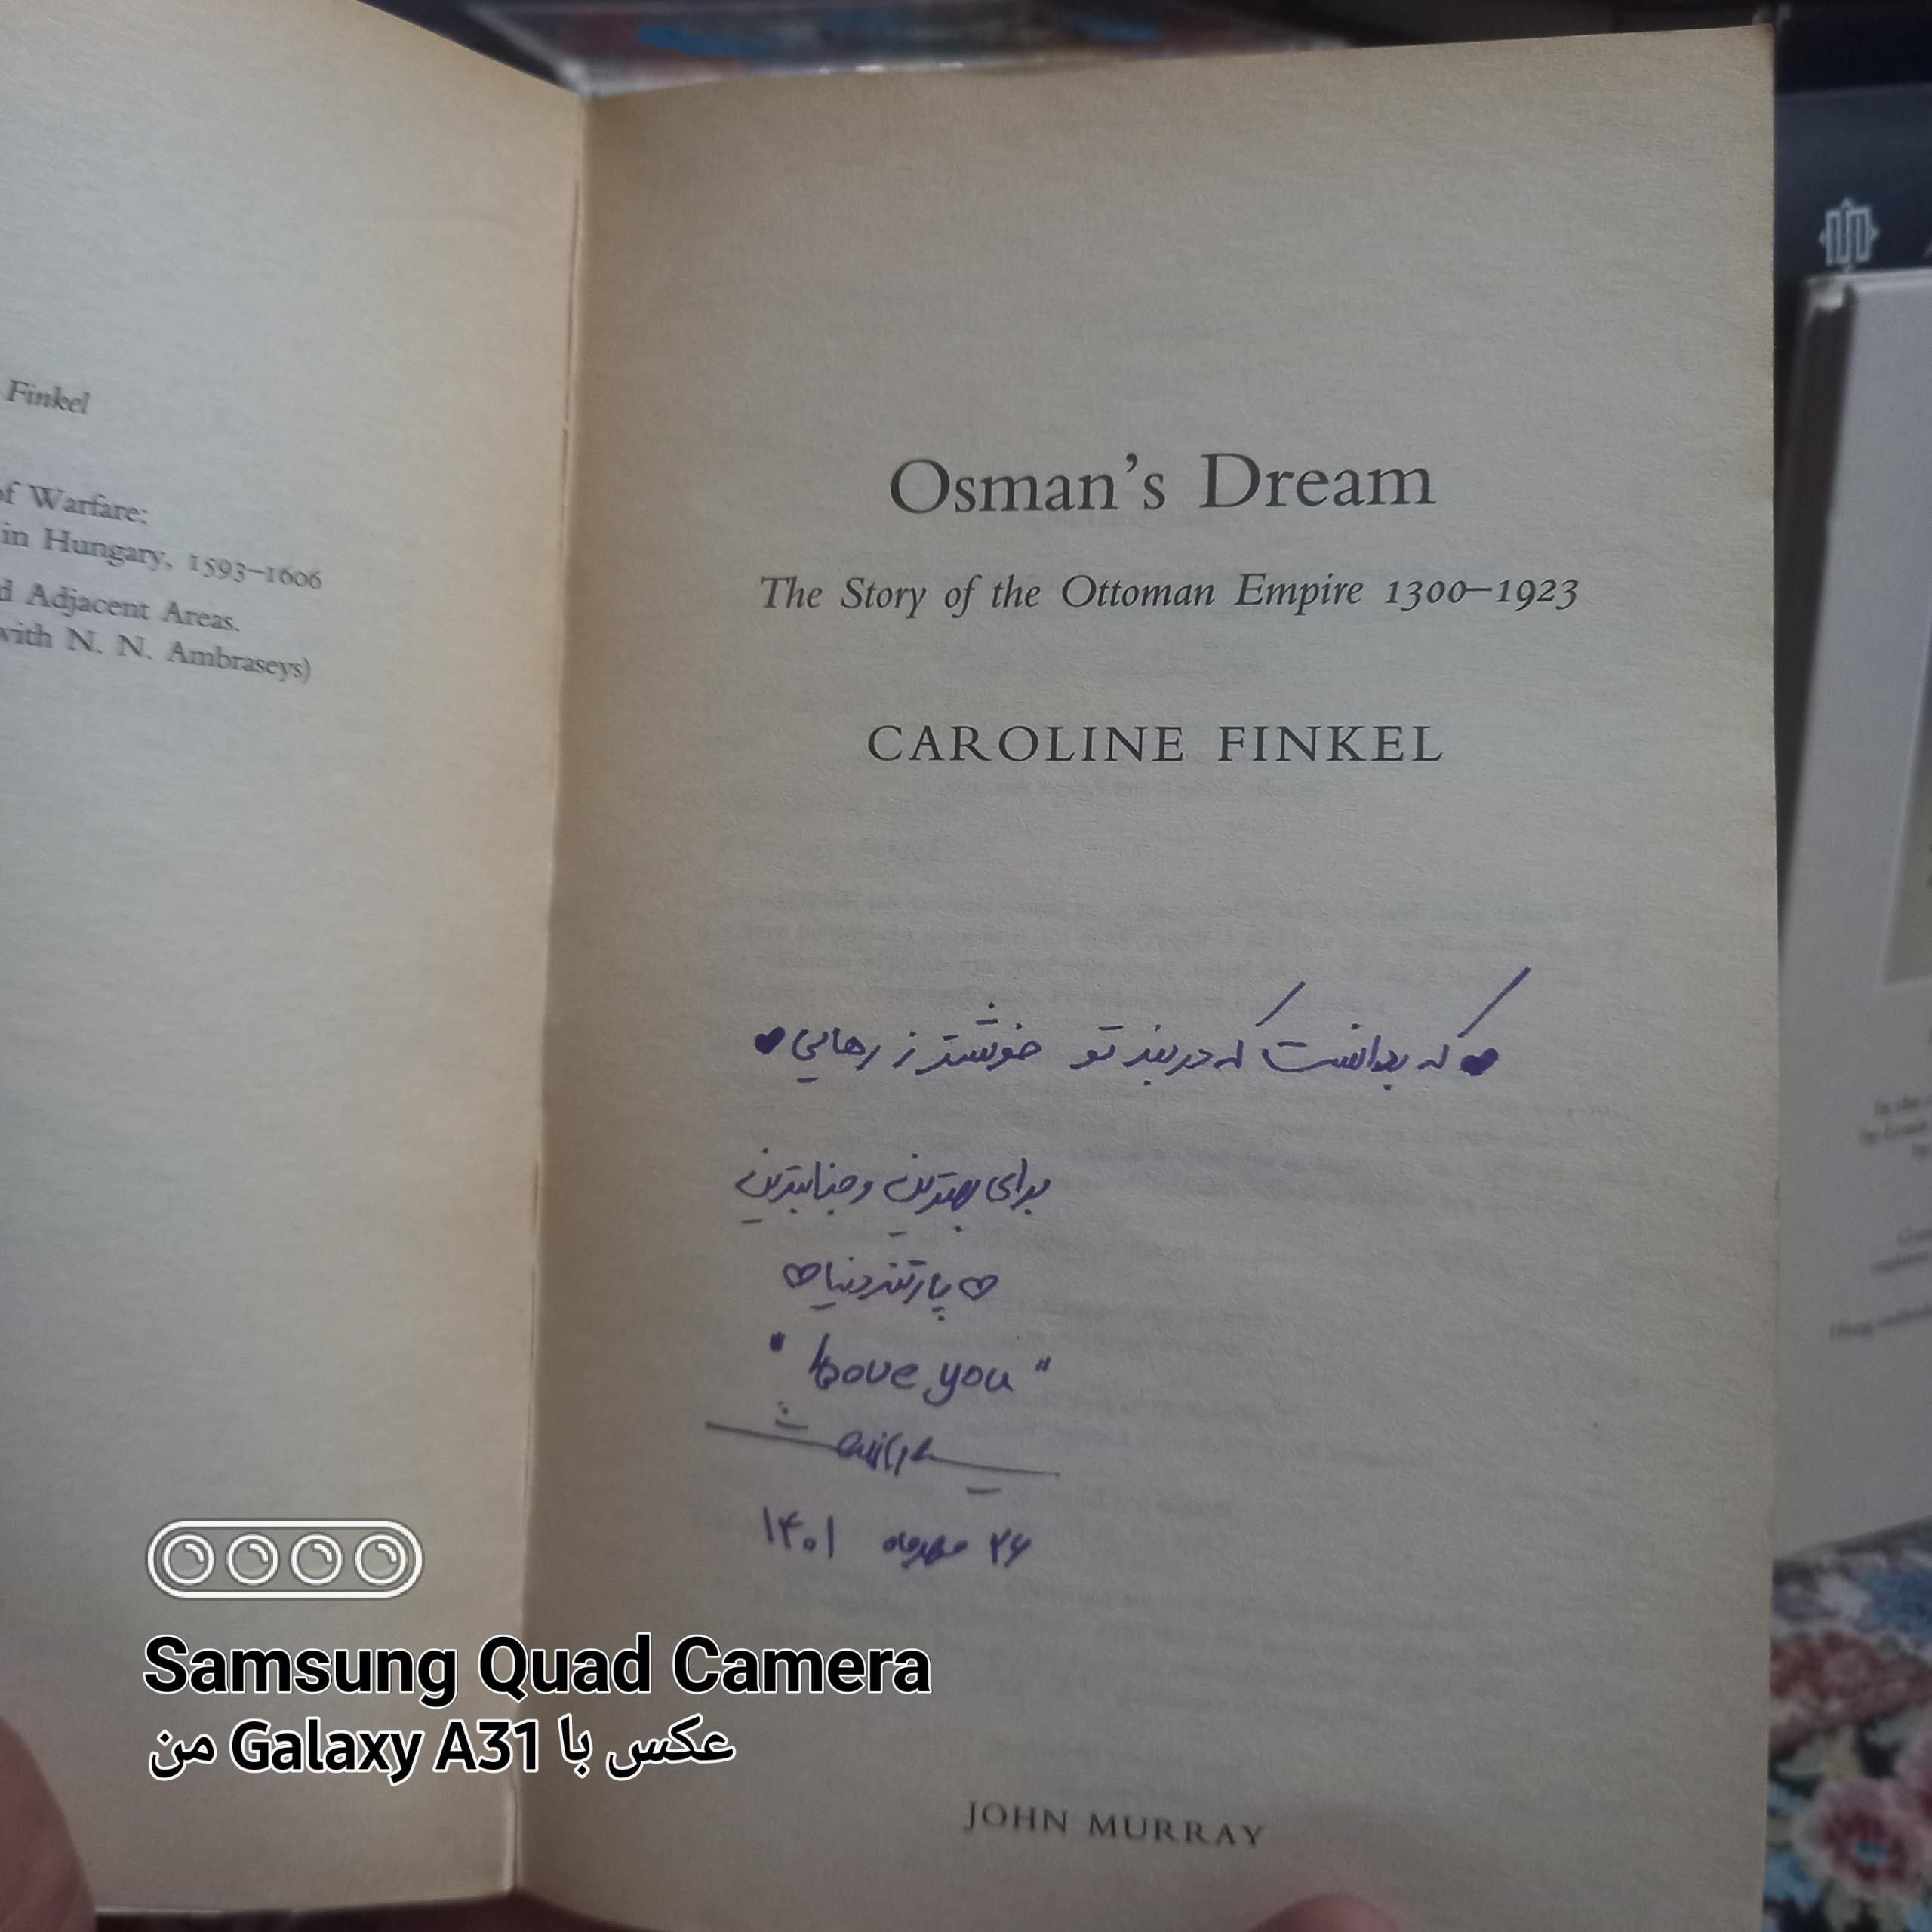 Finkel
of Warfare:
in Hungary, 1593–1606
d Adjacent Areas.
with N. N. Ambraseys)
Osman's Dream
The Story of the Ottoman Empire 1300–1923
CAROLINE FINKEL
که بدانست که دربند تو خوشتر ز رهایی
برای بهترین و جذابترین
پارتنر دنیا
"Love you"
۲۶ مهرماه ۱۴۰۱
JOHN MURRAY
Samsung Quad Camera
عکس با Galaxy A31 من